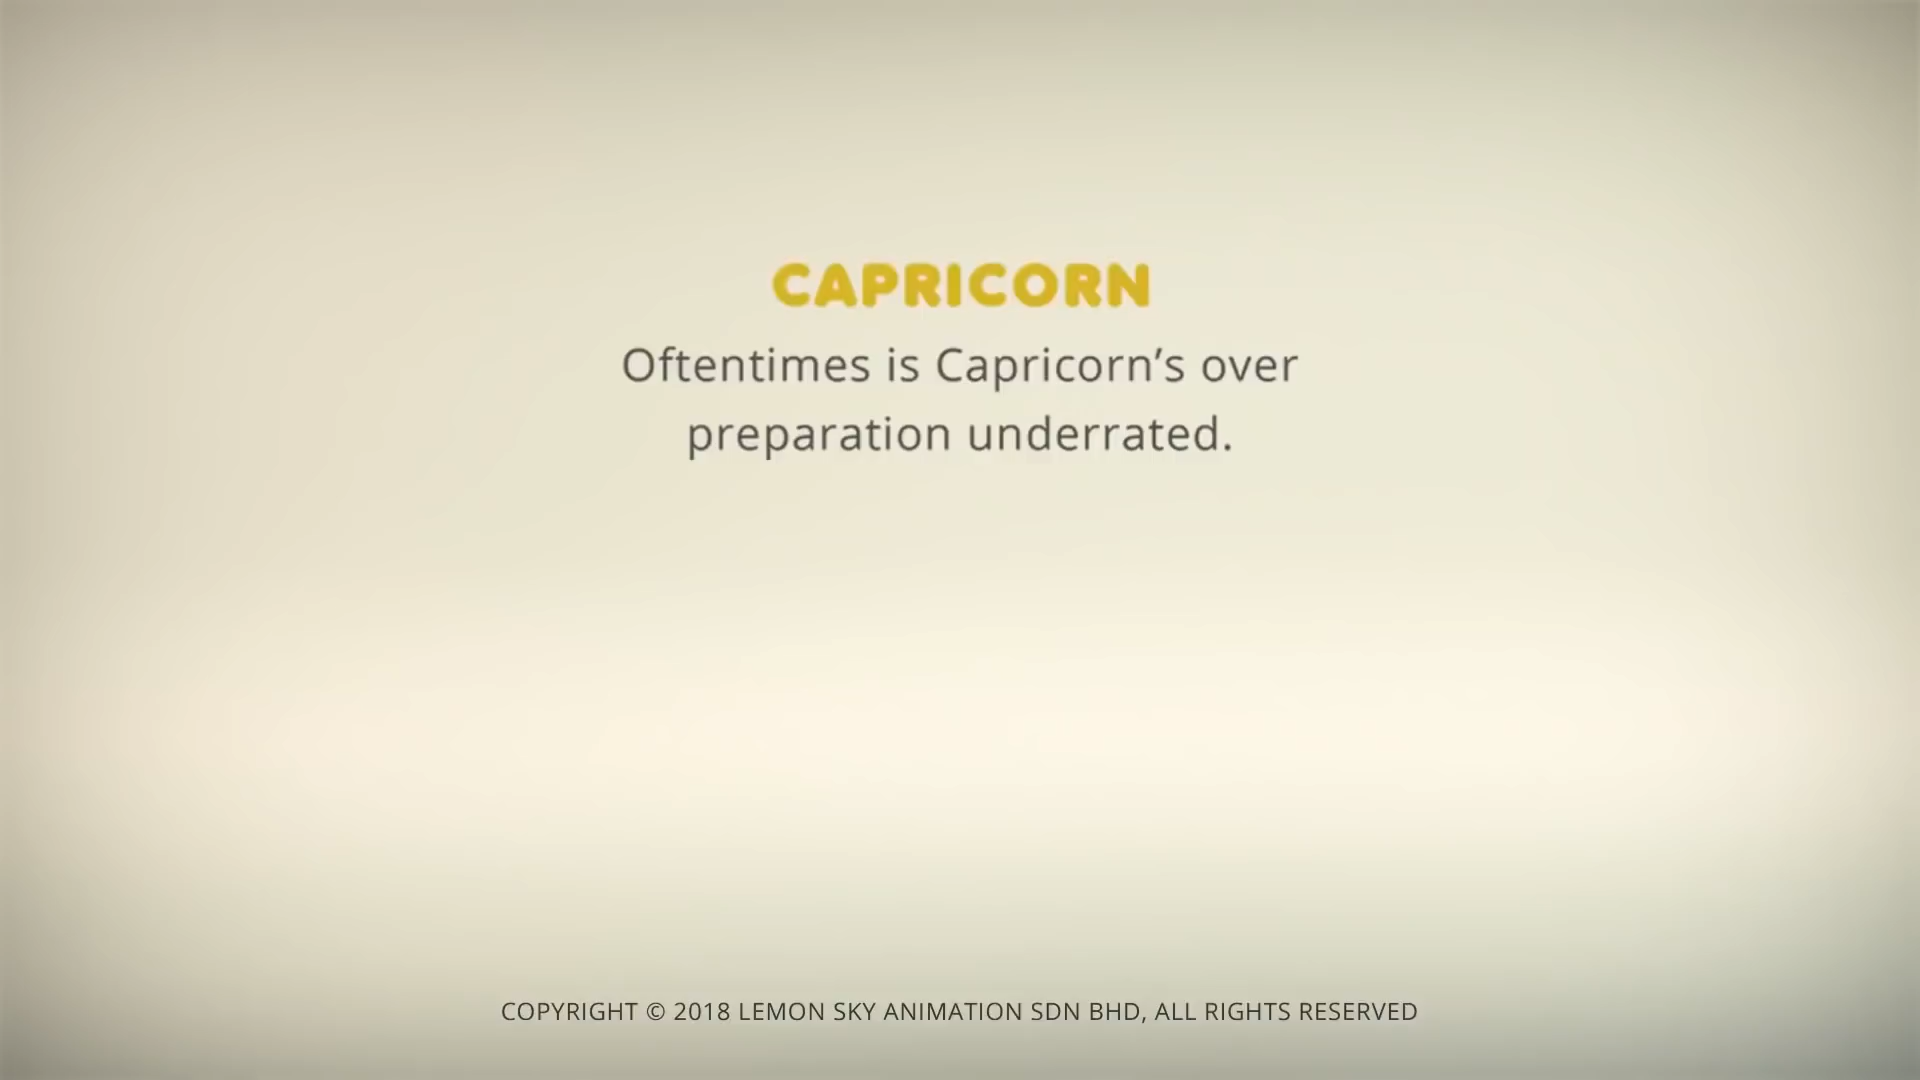 CAPRICORN
Oftentimes is Capricorn’s over
preparation underrated.
COPYRIGHT © 2018 LEMON SKY ANIMATION SDN BHD, ALL RIGHTS RESERVED